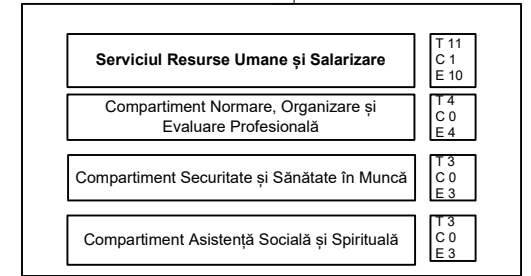 Serviciul Resurse Umane și Salarizare
T 11
C 1
E 10
Compartiment Normare, Organizare și
Evaluare Profesională
T 4
C 0
E 4
Compartiment Securitate și Sănătate în Muncă
T 3
C 0
E 3
Compartiment Asistență Socială și Spirituală
T 3
C 0
E 3